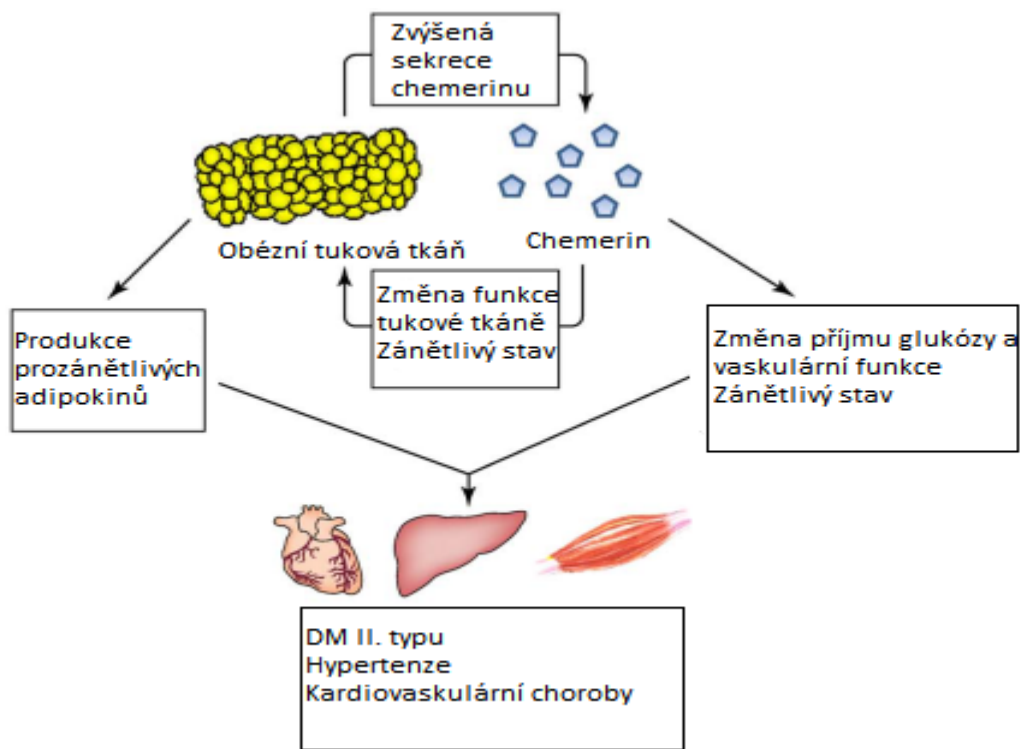 Zvýšená
sekrece
chemerinu
Obézní tuková tkáň
Chemerin
Změna funkce
tukové tkáně
Zánětlivý stav
Produkce
prozánětlivých
adipokinů
Změna příjmu glukózy a
vaskulární funkce
Zánětlivý stav
DM II. typu
Hypertenze
Kardiovaskulární choroby